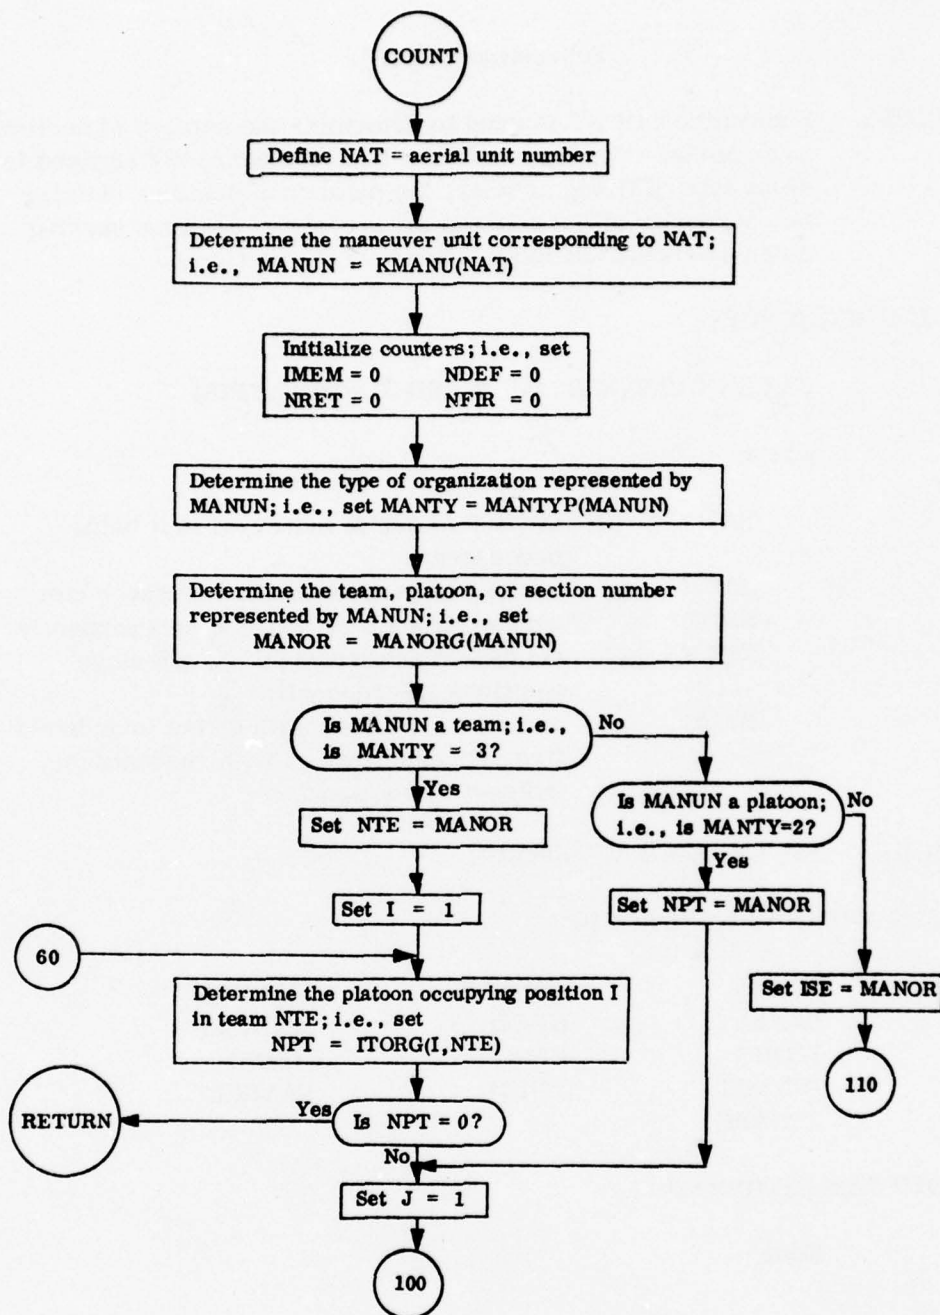 COUNT
Define NAT = aerial unit number
Determine the maneuver unit corresponding to NAT;
i.e., MANUN = KMANU(NAT)
Initialize counters; i.e., set
IMEM = 0 NDEF = 0
NRET = 0 NFIR = 0
Determine the type of organization represented by
MANUN; i.e., set MANTY = MANTYP(MANUN)
Determine the team, platoon, or section number
represented by MANUN; i.e., set
MANOR = MANORG(MANUN)
Is MANUN a team; i.e.,
is MANTY = 3?
No
Yes
Is MANUN a platoon;
i.e., is MANTY=2?
No
Yes
Set NTE = MANOR
Set I = 1
Set NPT = MANOR
60
Set ISE = MANOR
Determine the platoon occupying position I
in team NTE; i.e., set
NPT = ITORG(I,NTE)
110
RETURN
Yes
Is NPT = 0?
No
Set J = 1
100